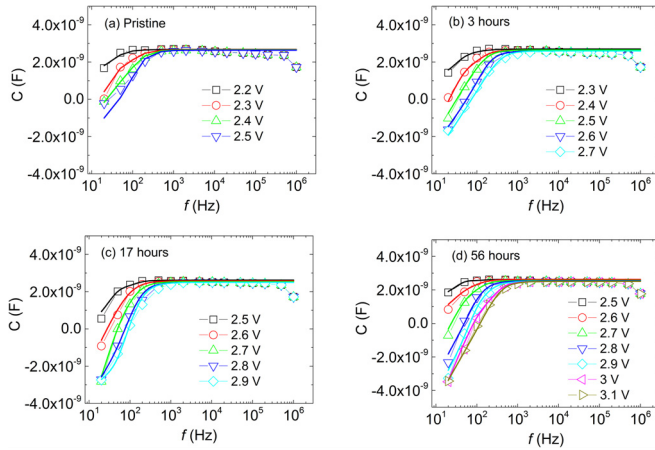 (a) Pristine
4.0x10⁻⁹
2.0x10⁻⁹
0.0
-2.0x10⁻⁹
-4.0x10⁻⁹
C (F)
2.2 V
2.3 V
2.4 V
2.5 V
10¹ 10² 10³ 10⁴ 10⁵ 10⁶
f (Hz)
(b) 3 hours
4.0x10⁻⁹
2.0x10⁻⁹
0.0
-2.0x10⁻⁹
-4.0x10⁻⁹
C (F)
2.3 V
2.4 V
2.5 V
2.6 V
2.7 V
10¹ 10² 10³ 10⁴ 10⁵ 10⁶
f (Hz)
(c) 17 hours
4.0x10⁻⁹
2.0x10⁻⁹
0.0
-2.0x10⁻⁹
-4.0x10⁻⁹
C (F)
2.5 V
2.6 V
2.7 V
2.8 V
2.9 V
10¹ 10² 10³ 10⁴ 10⁵ 10⁶
f (Hz)
(d) 56 hours
4.0x10⁻⁹
2.0x10⁻⁹
0.0
-2.0x10⁻⁹
-4.0x10⁻⁹
C (F)
2.5 V
2.6 V
2.7 V
2.8 V
2.9 V
3 V
3.1 V
10¹ 10² 10³ 10⁴ 10⁵ 10⁶
f (Hz)